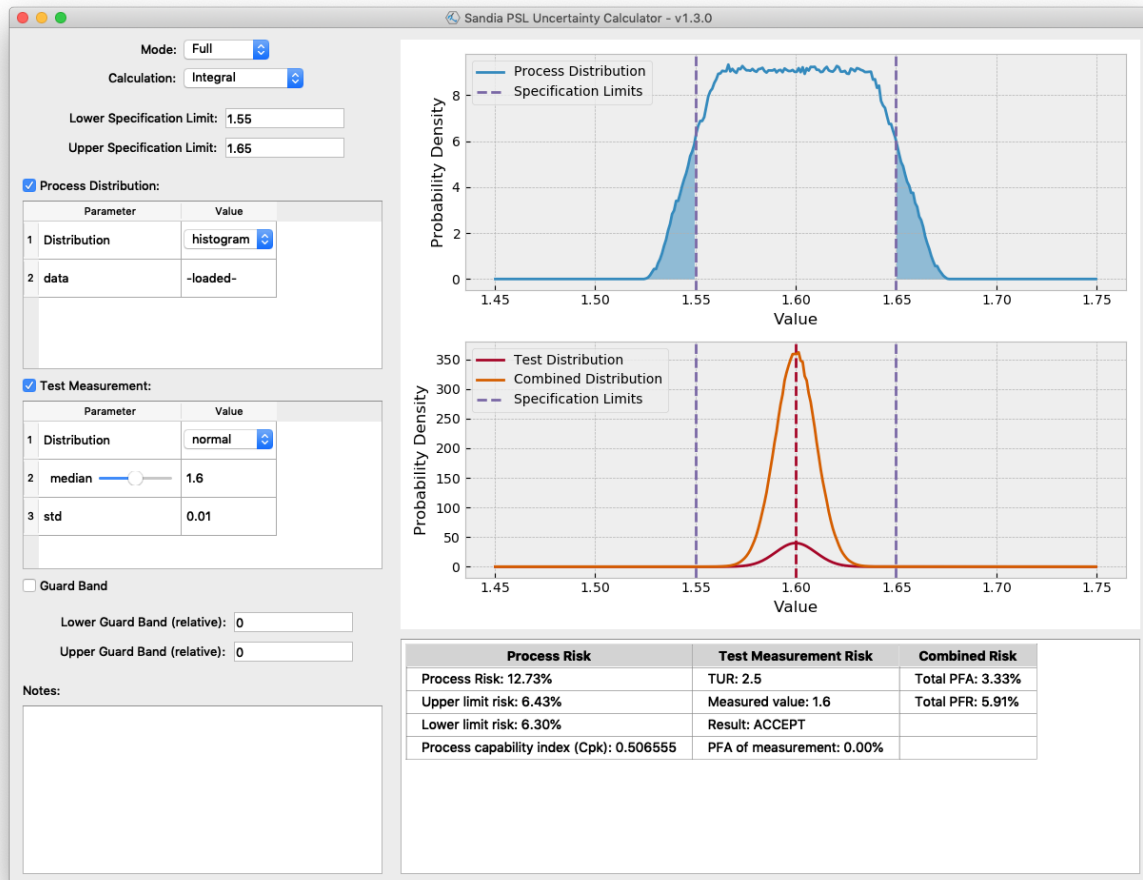 Sandia PSL Uncertainty Calculator - v1.3.0
Mode: Full
Calculation: Integral
Lower Specification Limit: 1.55
Upper Specification Limit: 1.65
Process Distribution:
Parameter Value
1 Distribution histogram
2 data -loaded-
Test Measurement:
Parameter Value
1 Distribution normal
2 median 1.6
3 std 0.01
Guard Band
Lower Guard Band (relative): 0
Upper Guard Band (relative): 0
Notes:
Process Distribution
Specification Limits
Probability Density
8
6
4
2
0
1.45 1.50 1.55 1.60 1.65 1.70 1.75
Value
Test Distribution
Combined Distribution
Specification Limits
Probability Density
350
300
250
200
150
100
50
0
1.45 1.50 1.55 1.60 1.65 1.70 1.75
Value
Process Risk Test Measurement Risk Combined Risk
Process Risk: 12.73% TUR: 2.5 Total PFA: 3.33%
Upper limit risk: 6.43% Measured value: 1.6 Total PFR: 5.91%
Lower limit risk: 6.30% Result: ACCEPT
Process capability index (Cpk): 0.506555 PFA of measurement: 0.00%